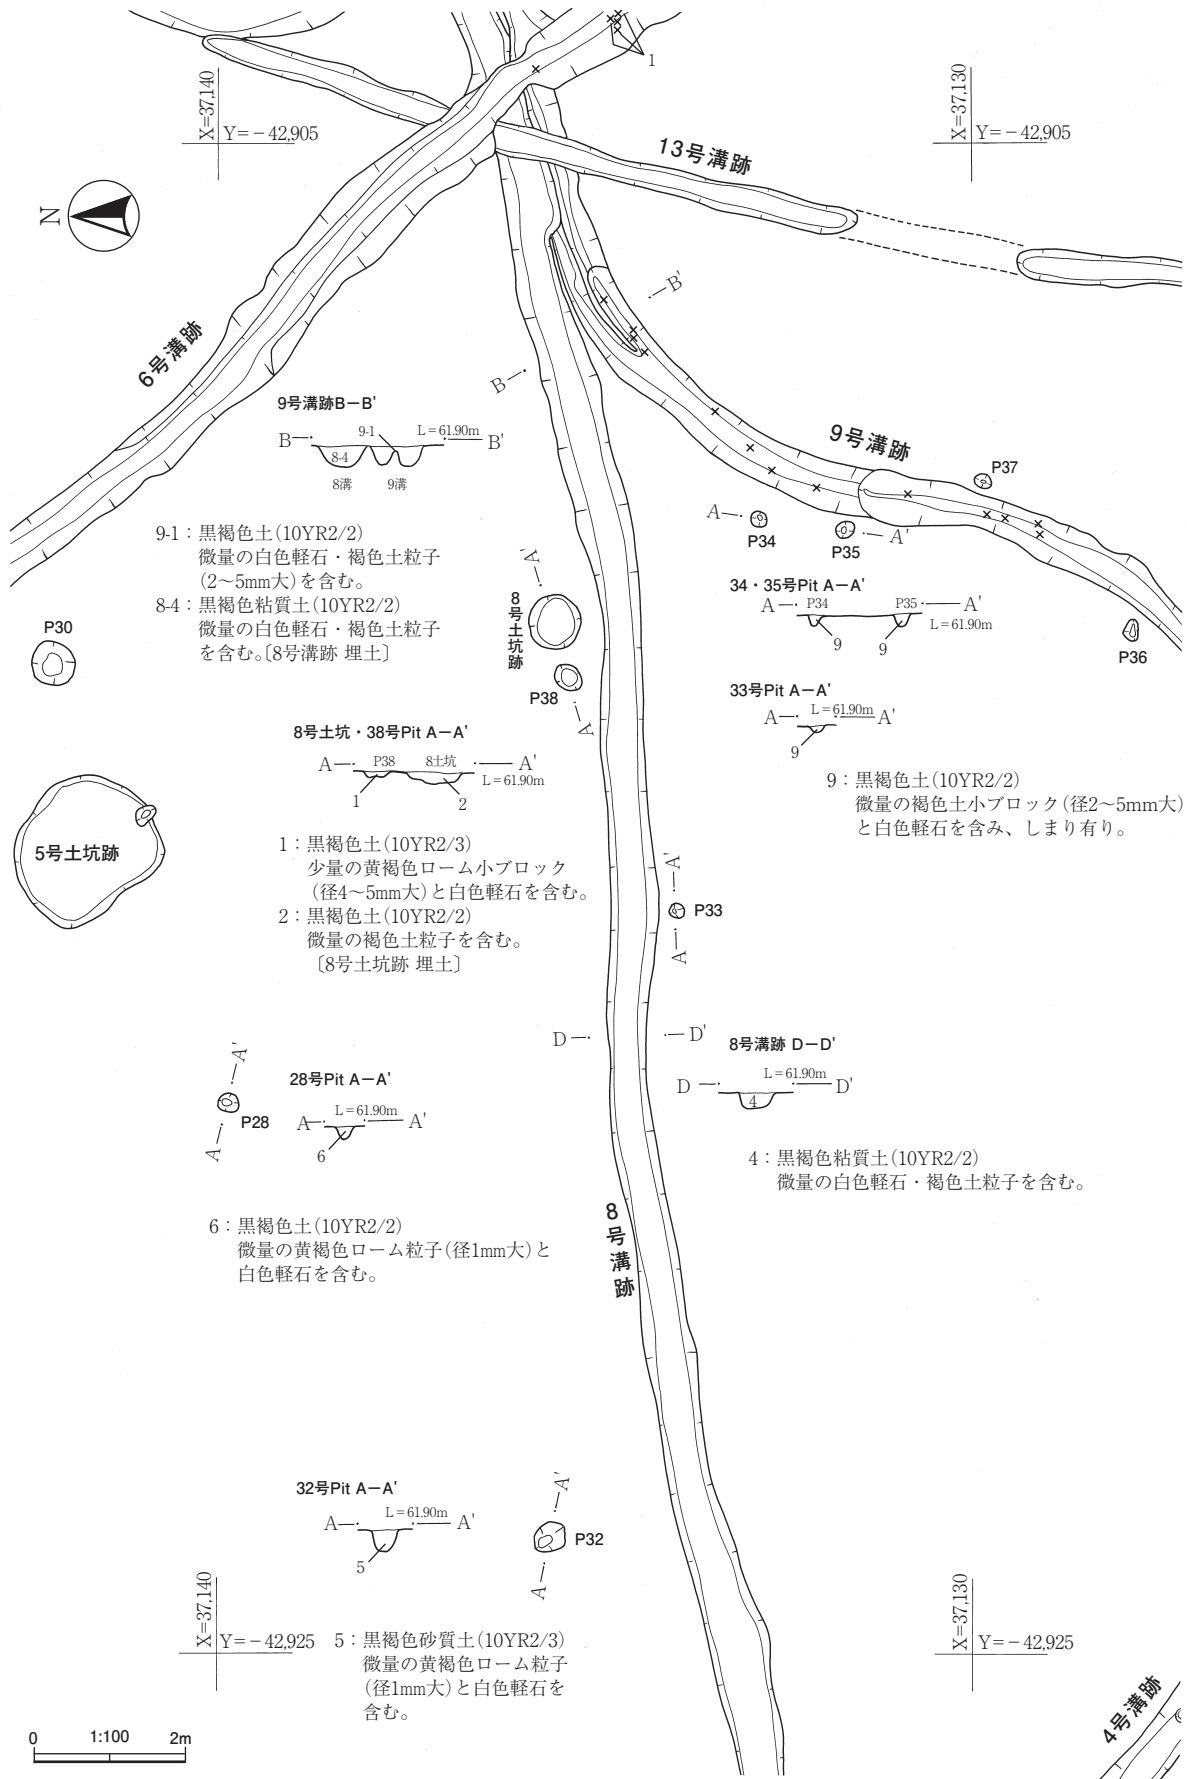 1
X=37,140
Y=－42,905
X=37,130
Y=－42,905
13号溝跡
N
B'
6号溝跡
B
9号溝跡B－B'
B
9-1
L=61.90m
B'
8-4
8溝
9溝
9号溝跡
P37
A
P34
P35
A'
9-1：黒褐色土(10YR2/2)
微量の白色軽石・褐色土粒子
(2～5mm大)を含む。
8-4：黒褐色粘質土(10YR2/2)
微量の白色軽石・褐色土粒子
を含む。〔8号溝跡 埋土〕
A'
8号土坑跡
P38
A
34・35号Pit A－A'
A
P34
P35
A'
L=61.90m
9
9
P36
P30
33号Pit A－A'
A
L=61.90m
A'
9
8号土坑・38号Pit A－A'
A
P38
8土坑
A'
L=61.90m
1
2
9：黒褐色土(10YR2/2)
微量の褐色土小ブロック(径2～5mm大)
と白色軽石を含み、しまり有り。
5号土坑跡
1：黒褐色土(10YR2/3)
少量の黄褐色ローム小ブロック
(径4～5mm大)と白色軽石を含む。
2：黒褐色土(10YR2/2)
微量の褐色土粒子を含む。
〔8号土坑跡 埋土〕
A'
P33
A
D
D'
8号溝跡 D－D'
D
L=61.90m
D'
4
A'
P28
A
28号Pit A－A'
A
L=61.90m
A'
6
4：黒褐色粘質土(10YR2/2)
微量の白色軽石・褐色土粒子を含む。
8号溝跡
6：黒褐色土(10YR2/2)
微量の黄褐色ローム粒子(径1mm大)と
白色軽石を含む。
32号Pit A－A'
A
L=61.90m
A'
5
A'
P32
A
X=37,140
Y=－42,925
5：黒褐色砂質土(10YR2/3)
微量の黄褐色ローム粒子
(径1mm大)と白色軽石を
含む。
X=37,130
Y=－42,925
4号溝跡
0 1:100 2m